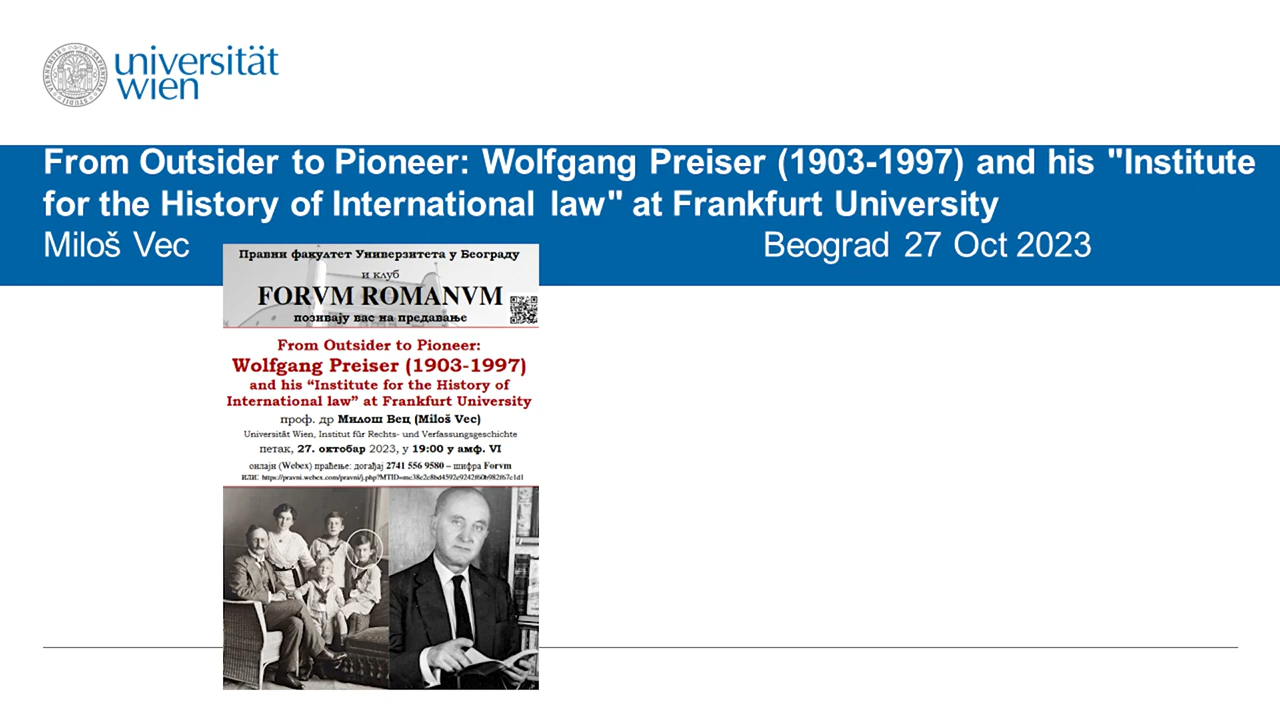 universität
wien
From Outsider to Pioneer: Wolfgang Preiser (1903-1997) and his "Institute
for the History of International law" at Frankfurt University
Miloš Vec Beograd 27 Oct 2023
Правни факултет Универзитета у Београду
и клуб
FORVM ROMANVM
позивају вас на предавање
From Outsider to Pioneer:
Wolfgang Preiser (1903-1997)
and his “Institute for the History of
International law” at Frankfurt University
проф. др Милош Вец (Miloš Vec)
Universität Wien, Institut für Rechts- und Verfassungsgeschichte
петак, 27. октобар 2023, у 19:00 у амф. VI
онлајн (Webex) праћење: догађај 2741 556 9580 – шифра Forvm
или: